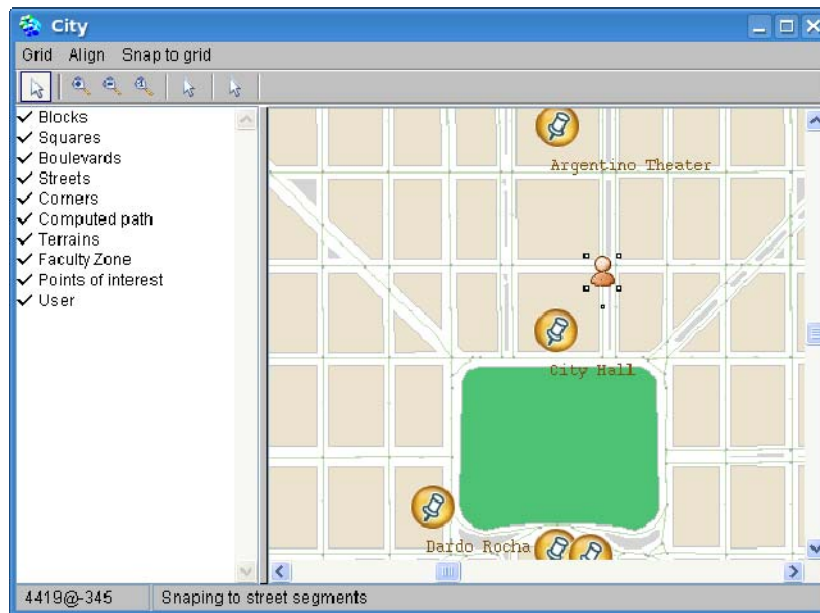 City
Grid Align Snap to grid
Blocks
Squares
Boulevards
Streets
Corners
Computed path
Terrains
Faculty Zone
Points of interest
User
Argentino Theater
City Hall
Dardo Rocha
4419@-345 Snaping to street segments